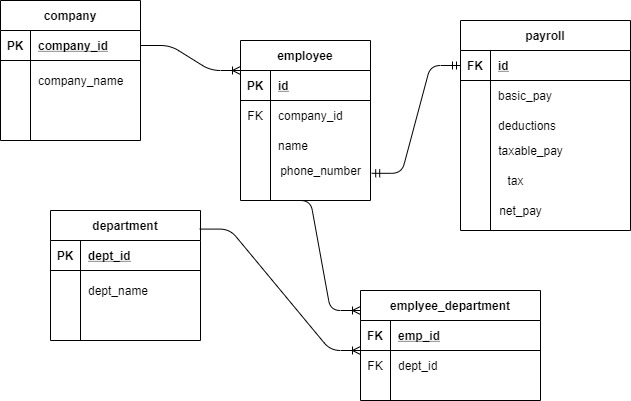 company
PK company_id
company_name
employee
PK id
FK company_id
name
phone_number
payroll
FK id
basic_pay
deductions
taxable_pay
tax
net_pay
department
PK dept_id
dept_name
emplyee_department
FK emp_id
FK dept_id